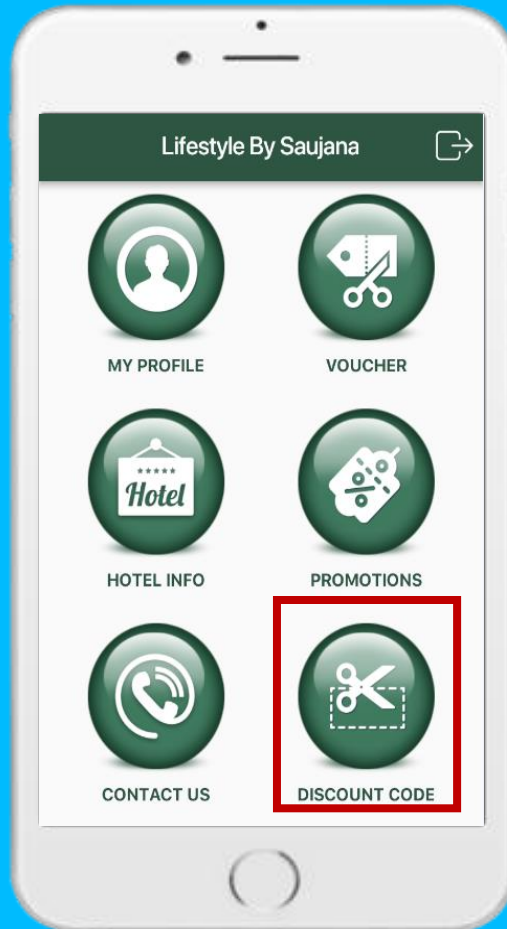 Lifestyle By Saujana
MY PROFILE
VOUCHER
*****
Hotel
HOTEL INFO
PROMOTIONS
CONTACT US
DISCOUNT CODE